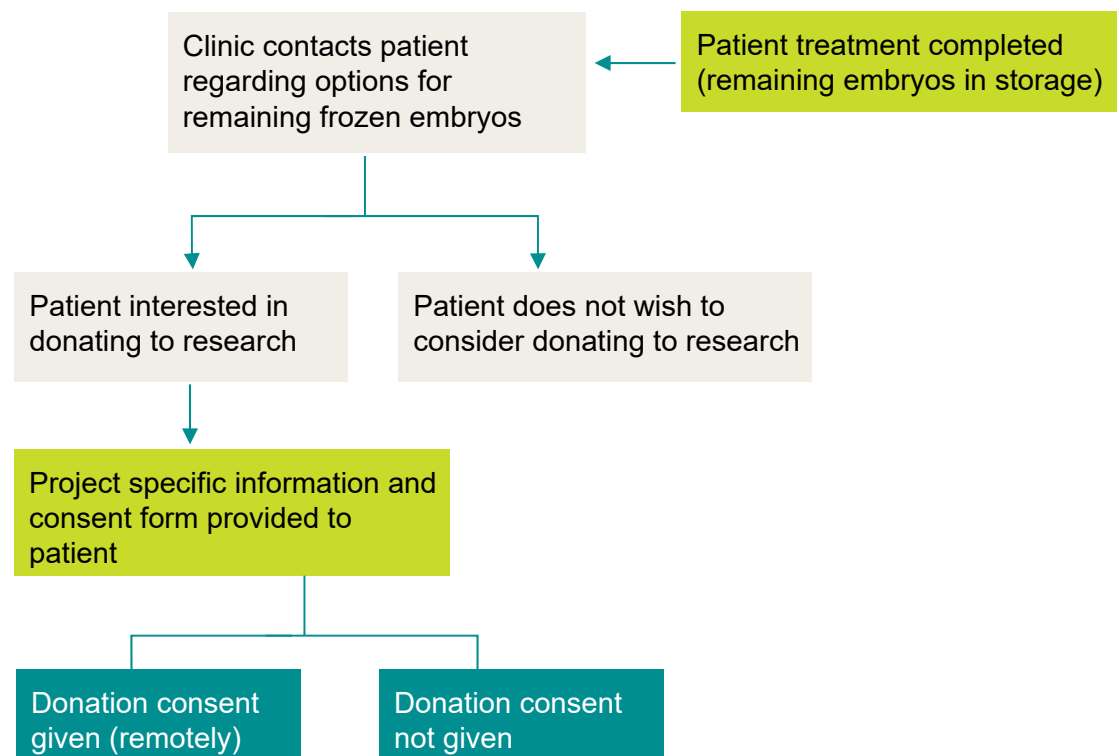 Clinic contacts patient
regarding options for
remaining frozen embryos
Patient treatment completed
(remaining embryos in storage)
Patient interested in
donating to research
Patient does not wish to
consider donating to research
Project specific information and
consent form provided to
patient
Donation consent
given (remotely)
Donation consent
not given